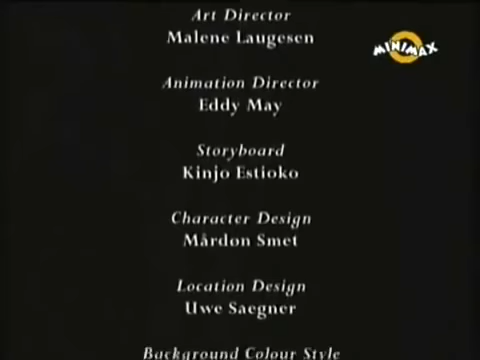 Art Director
Malene Laugesen
MINIMAX
Animation Director
Eddy May
Storyboard
Kinjo Estioko
Character Design
Mårdøn Smet
Location Design
Uwe Saegner
Background Colour Style